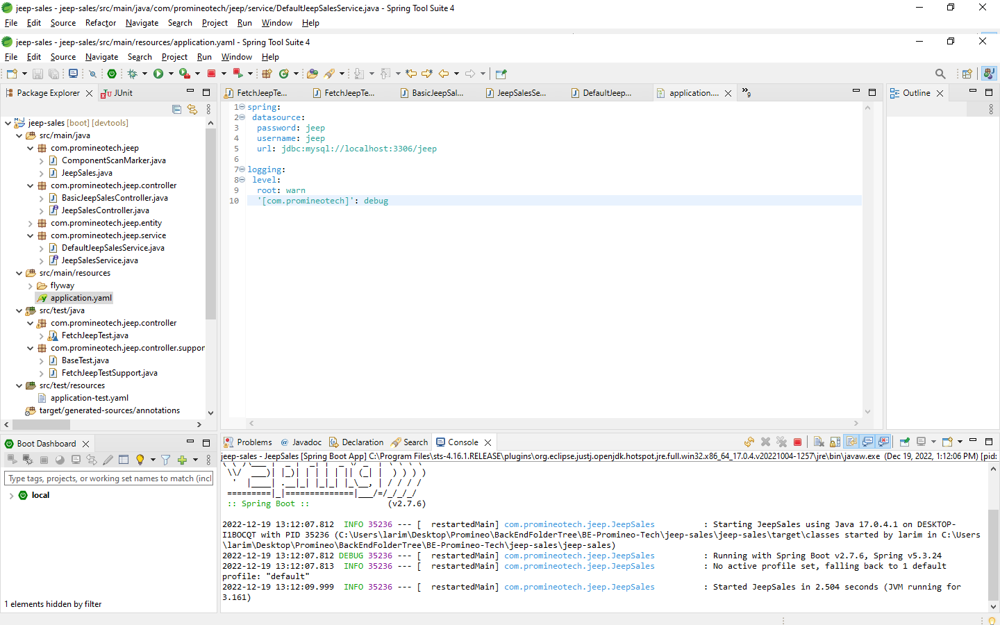 jeep-sales - jeep-sales/src/main/java/com/promineotech/jeep/service/DefaultJeepSalesService.java - Spring Tool Suite 4
File Edit Source Refactor Navigate Search Project Run Window Help
jeep-sales - jeep-sales/src/main/resources/application.yaml - Spring Tool Suite 4
File Edit Source Navigate Search Project Run Window Help
Package Explorer JUnit
jeep-sales [boot] [devtools]
src/main/java
com.promineotech.jeep
ComponentScanMarker.java
JeepSales.java
com.promineotech.jeep.controller
BasicJeepSalesController.java
JeepSalesController.java
com.promineotech.jeep.entity
com.promineotech.jeep.service
DefaultJeepSalesService.java
JeepSalesService.java
src/main/resources
flyway
application.yaml
src/test/java
com.promineotech.jeep.controller
FetchJeepTest.java
com.promineotech.jeep.controller.suppor
BaseTest.java
FetchJeepTestSupport.java
src/test/resources
application-test.yaml
target/generated-sources/annotations
FetchJeepTe... FetchJeepTe... BasicJeepSal... JeepSalesSe... DefaultJeep... application.... »9
1 spring:
2 datasource:
3 password: jeep
4 username: jeep
5 url: jdbc:mysql://localhost:3306/jeep
6
7 logging:
8 level:
9 root: warn
10 '[com.promineotech]': debug
Outline
Boot Dashboard
Type tags, projects, or working set names to match (incl
local
1 elements hidden by filter
Problems @ Javadoc Declaration Search Console
jeep-sales - JeepSales [Spring Boot App] C:\Program Files\sts-4.16.1.RELEASE\plugins\org.eclipse.justj.openjdk.hotspot.jre.full.win32.x86_64_17.0.4.v20221004-1257\jre\bin\javaw.exe (Dec 19, 2022, 1:12:06 PM) [pid:
:: Spring Boot :: (v2.7.6)
2022-12-19 13:12:07.812 INFO 35236 --- [ restartedMain] com.promineotech.jeep.JeepSales : Starting JeepSales using Java 17.0.4.1 on DESKTOP-
I1BOCQT with PID 35236 (C:\Users\larim\Desktop\Promineo\BackEndFolderTree\BE-Promineo-Tech\jeep-sales\jeep-sales\target\classes started by larim in C:\Users
\larim\Desktop\Promineo\BackEndFolderTree\BE-Promineo-Tech\jeep-sales\jeep-sales)
2022-12-19 13:12:07.812 DEBUG 35236 --- [ restartedMain] com.promineotech.jeep.JeepSales : Running with Spring Boot v2.7.6, Spring v5.3.24
2022-12-19 13:12:07.813 INFO 35236 --- [ restartedMain] com.promineotech.jeep.JeepSales : No active profile set, falling back to 1 default
profile: "default"
2022-12-19 13:12:09.999 INFO 35236 --- [ restartedMain] com.promineotech.jeep.JeepSales : Started JeepSales in 2.504 seconds (JVM running for
3.161)